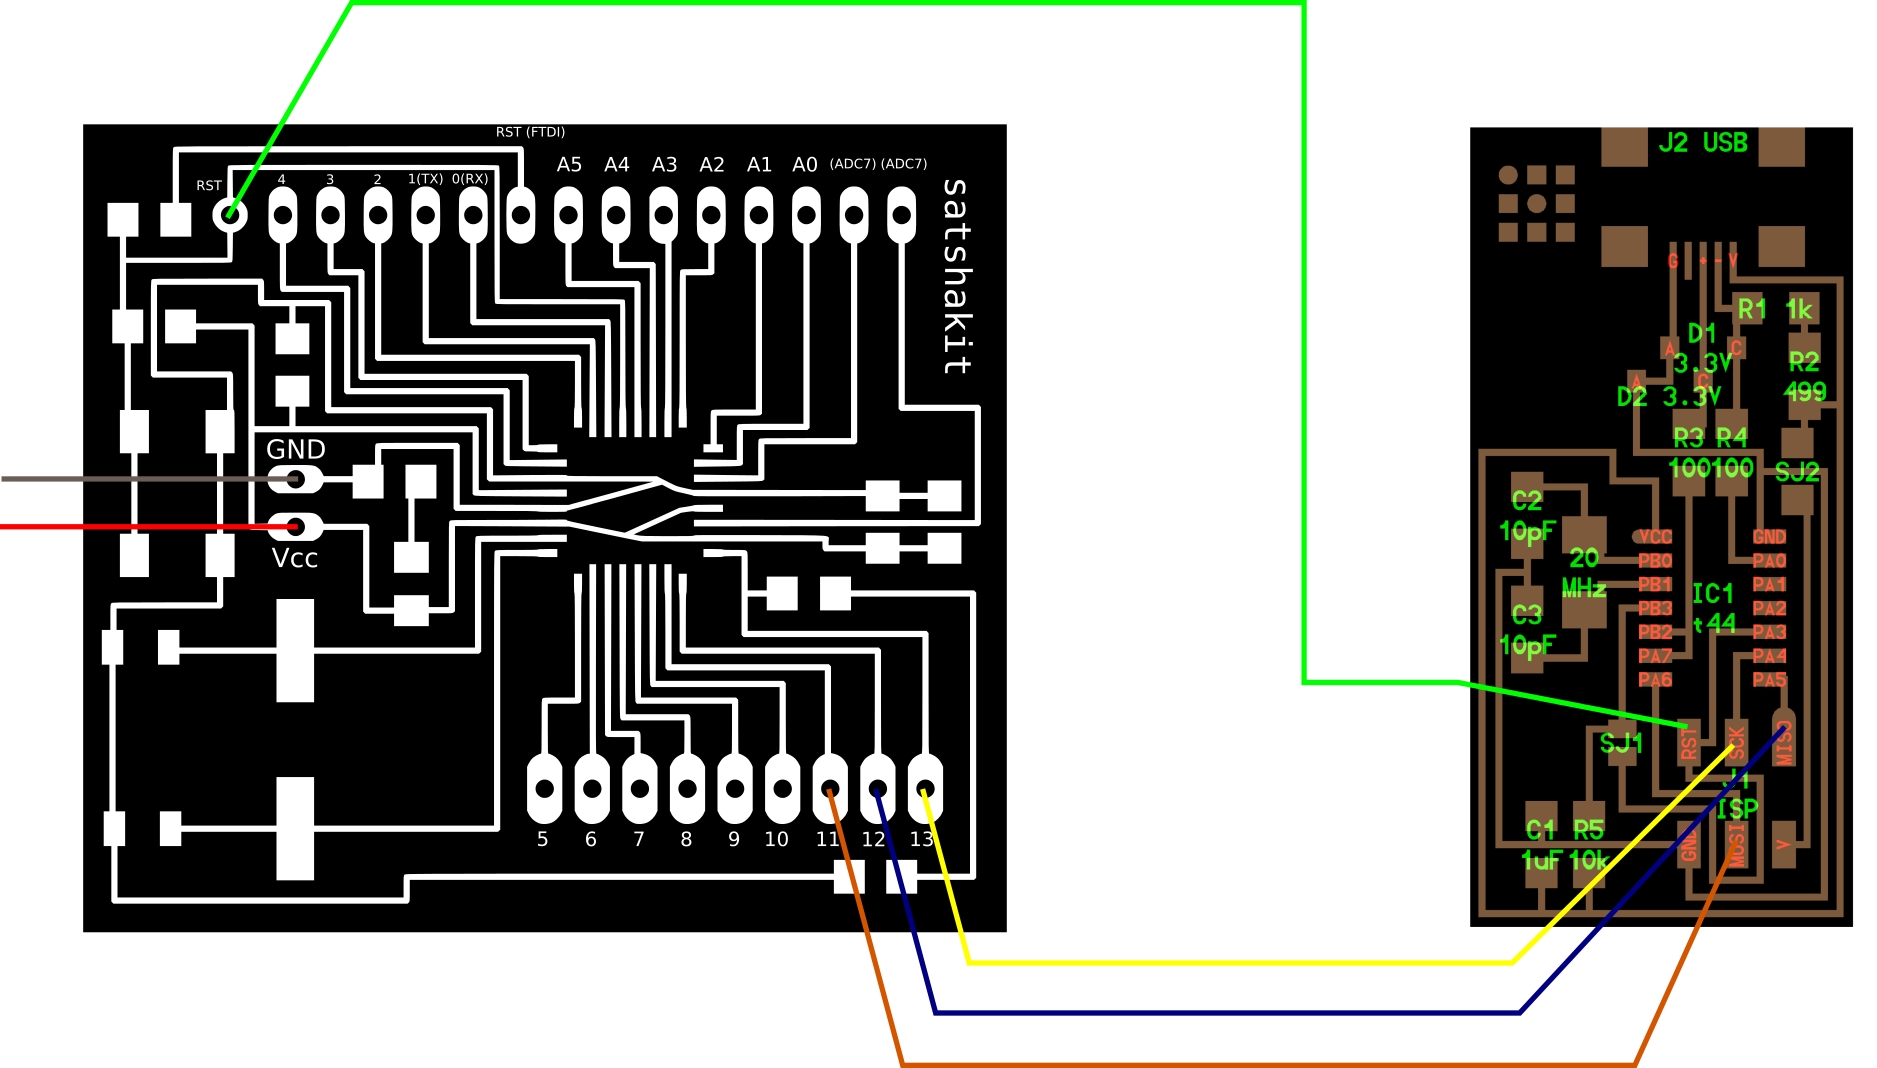 RST (FTDI)
A5 A4 A3 A2 A1 A0 (ADC7) (ADC7)
RST 4 3 2 1(TX) 0(RX)
satshakit
GND
Vcc
5 6 7 8 9 10 11 12 13
J2 USB
G + - V
R1 1k
D1
3.3V
A C
R2
499
A C
D2 3.3V
R3 R4
100 100
SJ2
C2
10pF
20
MHz
C3
10pF
VCC GND
PB0 PA0
PB1 PA1
PB3 PA2
PB2 PA3
PA7 PA4
PA6 PA5
IC1
t44
SJ1
RST SCK MISO
J1
ISP
C1 R5
1uF 10k
GND MOSI V